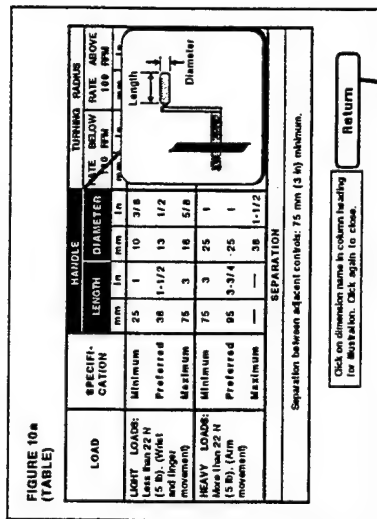 FIGURE 10a
(TABLE)
LOAD
SPECIFI-
CATION
HANDLE
LENGTH
DIAMETER
TURNING RADIUS
RATE BELOW
RPM
RATE ABOVE
100 RPM
mm in mm in
LIGHT LOADS:
Less than 22 N
(5 lb). (Wrist
and finger
movement)
Minimum 25 1 10 3/8
Preferred 38 1-1/2 13 1/2
Maximum 75 3 16 5/8
HEAVY LOADS:
More than 22 N
(5 lb). (Arm
movement)
Minimum 75 3 25 1
Preferred 95 3-3/4 25 1
Maximum — — 38 1-1/2
Length
Diameter
SEPARATION
Separation between adjacent controls: 75 mm (3 in) minimum.
Click on dimension name in column heading
for illustration. Click again to close.
Return